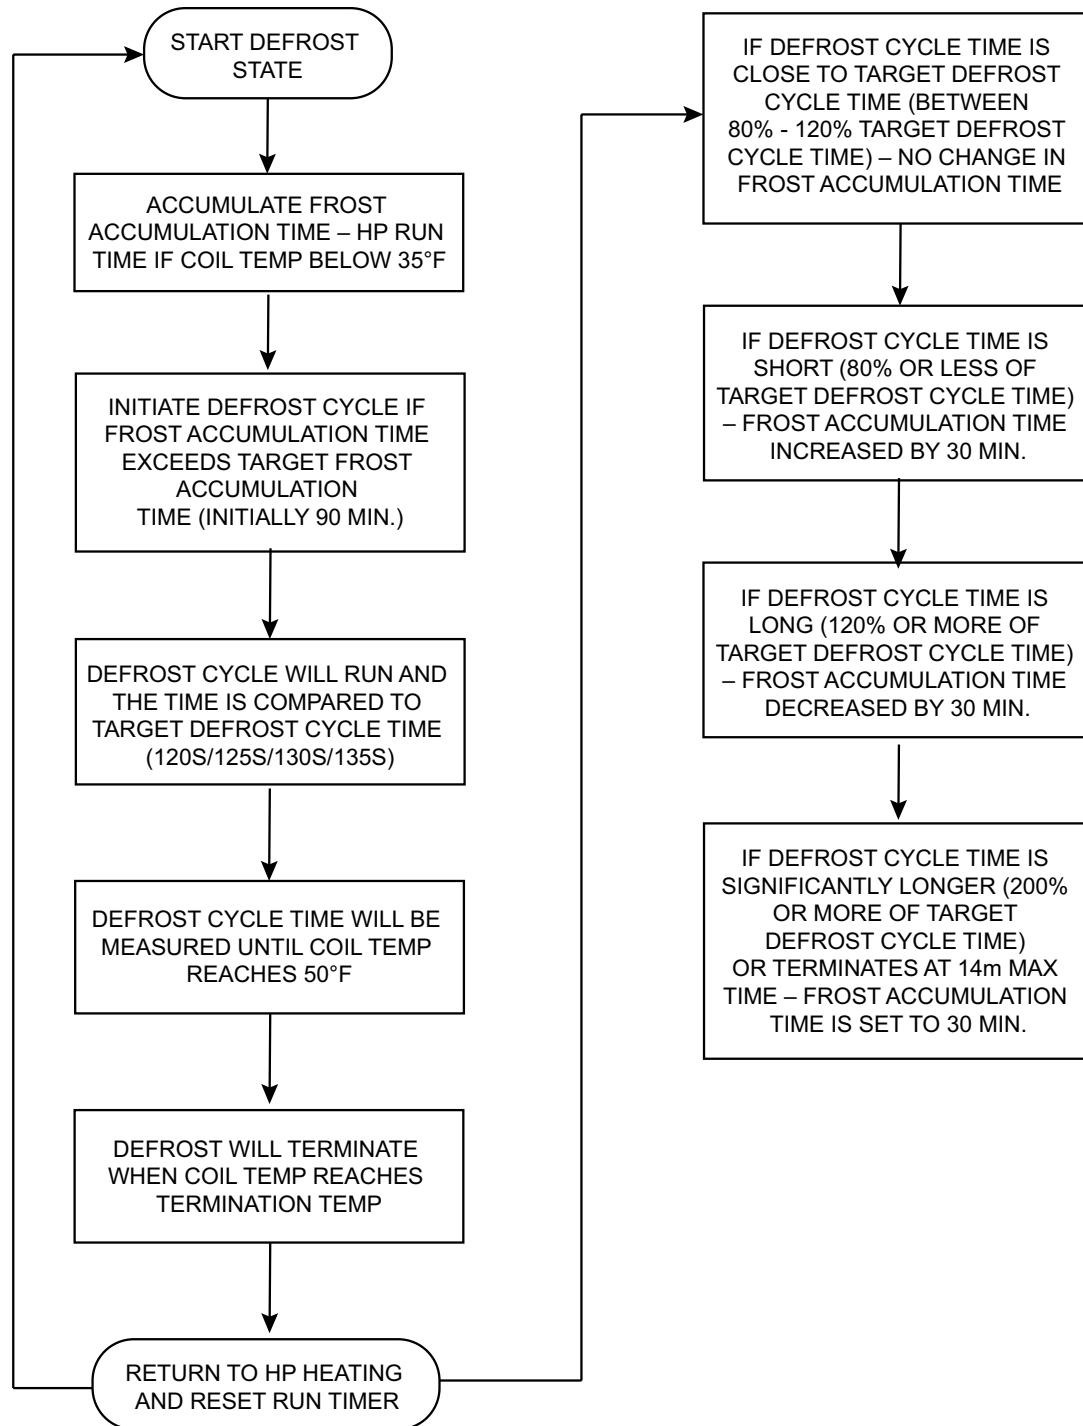 START DEFROST
STATE
ACCUMULATE FROST
ACCUMULATION TIME – HP RUN
TIME IF COIL TEMP BELOW 35°F
INITIATE DEFROST CYCLE IF
FROST ACCUMULATION TIME
EXCEEDS TARGET FROST
ACCUMULATION
TIME (INITIALLY 90 MIN.)
DEFROST CYCLE WILL RUN AND
THE TIME IS COMPARED TO
TARGET DEFROST CYCLE TIME
(120S/125S/130S/135S)
DEFROST CYCLE TIME WILL BE
MEASURED UNTIL COIL TEMP
REACHES 50°F
DEFROST WILL TERMINATE
WHEN COIL TEMP REACHES
TERMINATION TEMP
RETURN TO HP HEATING
AND RESET RUN TIMER
IF DEFROST CYCLE TIME IS
CLOSE TO TARGET DEFROST
CYCLE TIME (BETWEEN
80% - 120% TARGET DEFROST
CYCLE TIME) – NO CHANGE IN
FROST ACCUMULATION TIME
IF DEFROST CYCLE TIME IS
SHORT (80% OR LESS OF
TARGET DEFROST CYCLE TIME)
– FROST ACCUMULATION TIME
INCREASED BY 30 MIN.
IF DEFROST CYCLE TIME IS
LONG (120% OR MORE OF
TARGET DEFROST CYCLE TIME)
– FROST ACCUMULATION TIME
DECREASED BY 30 MIN.
IF DEFROST CYCLE TIME IS
SIGNIFICANTLY LONGER (200%
OR MORE OF TARGET
DEFROST CYCLE TIME)
OR TERMINATES AT 14m MAX
TIME – FROST ACCUMULATION
TIME IS SET TO 30 MIN.